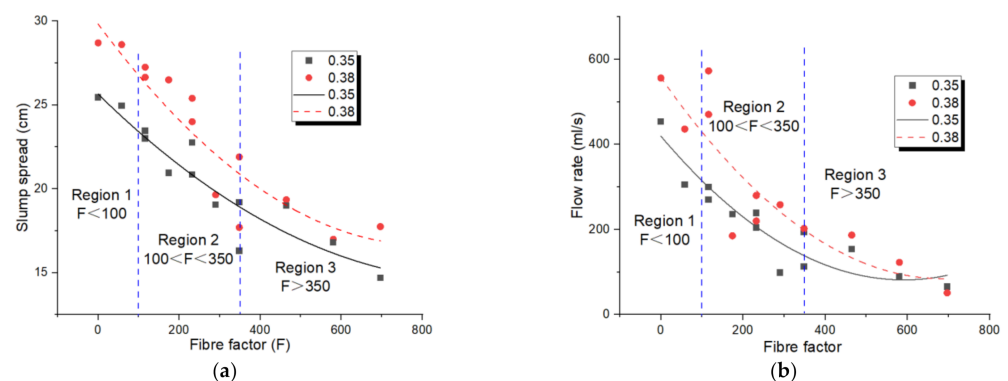 30
25
20
15
Slump spread (cm)
0.35
0.38
0.35
0.38
Region 1
F＜100
Region 2
100＜F＜350
Region 3
F＞350
0
200
400
600
800
Fibre factor (F)
(a)
600
400
200
0
Flow rate (ml/s)
0.35
0.38
0.35
0.38
Region 2
100＜F＜350
Region 3
F＞350
Region 1
F＜100
0
200
400
600
800
Fibre factor
(b)